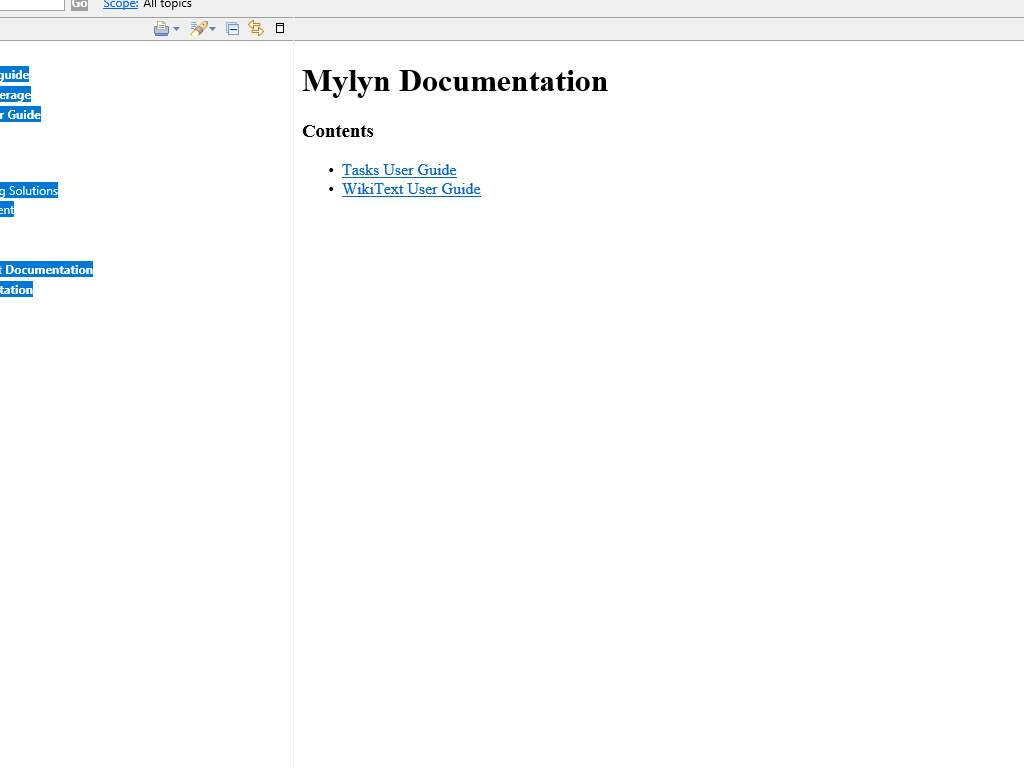 Go Scope: All topics
guide
erage
r Guide
g Solutions
ent
t Documentation
tation
Mylyn Documentation
Contents
• Tasks User Guide
• WikiText User Guide